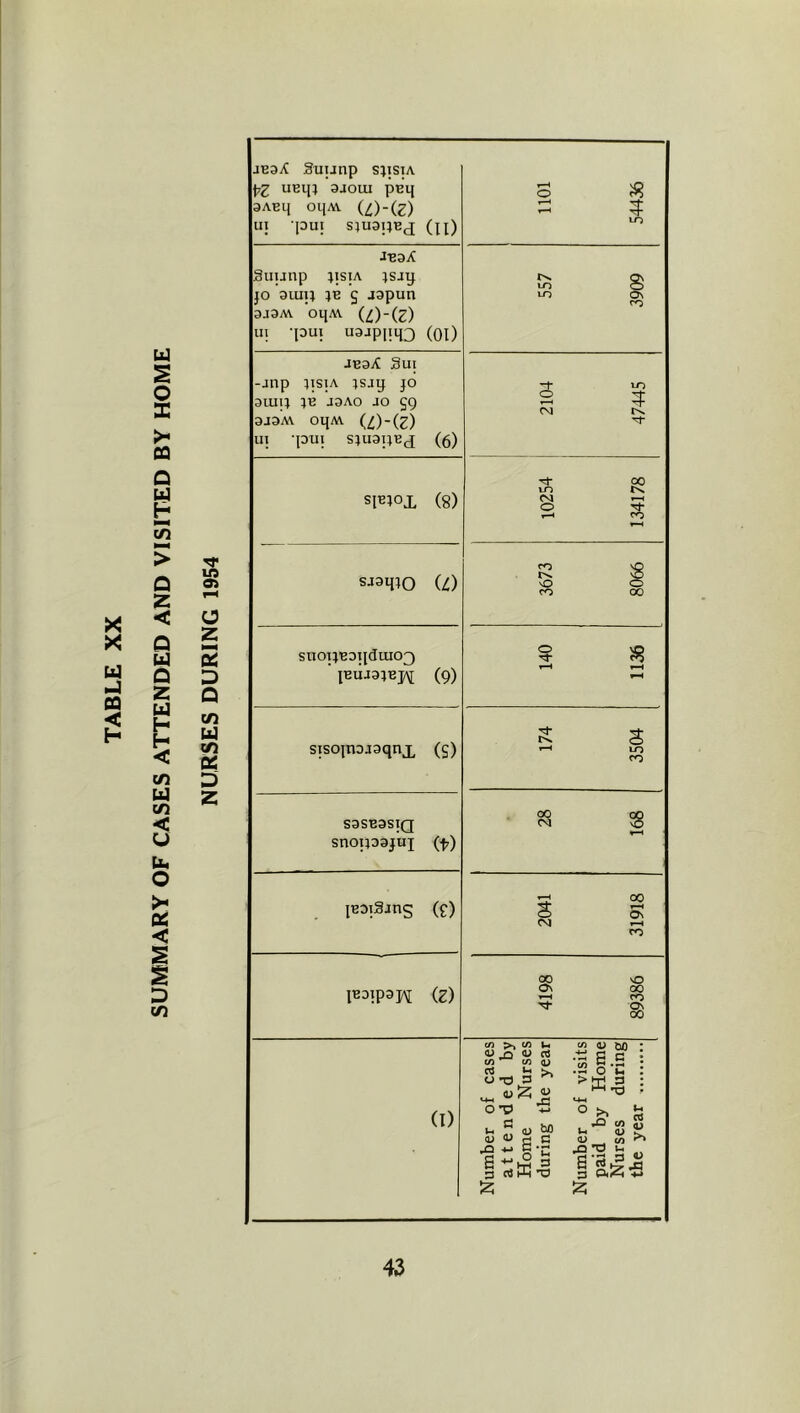 TABLE XX
SUMMARY OF CASES ATTENDED AND VISITED BY HOME
NURSES DURING 1954
(1)
(2) Medical
(3) Surgical
(4) Infectious
Diseases
(5) Tuberculosis
(6) Maternal
Complications
(7) Others
(8) Totals
(9) Patients incl. in
(2)-(7) who were
65 or over at time
of first visit dur-
ing year
(10) Children incl. in
(2)-(7) who were
under 5 at time of
first visit during
year
(11) Patients incl. in
(2)-(7) who have
had more than 24
visits during year
Number of cases
attended by
Home Nurses
during the year
4198
2041
28
174
140
3673
10254
2104
557
1101
Number of visits
paid by Home
Nurses during
the year ..........
89386
31918
168
3504
1136
8066
134178
47445
3909
54436
43